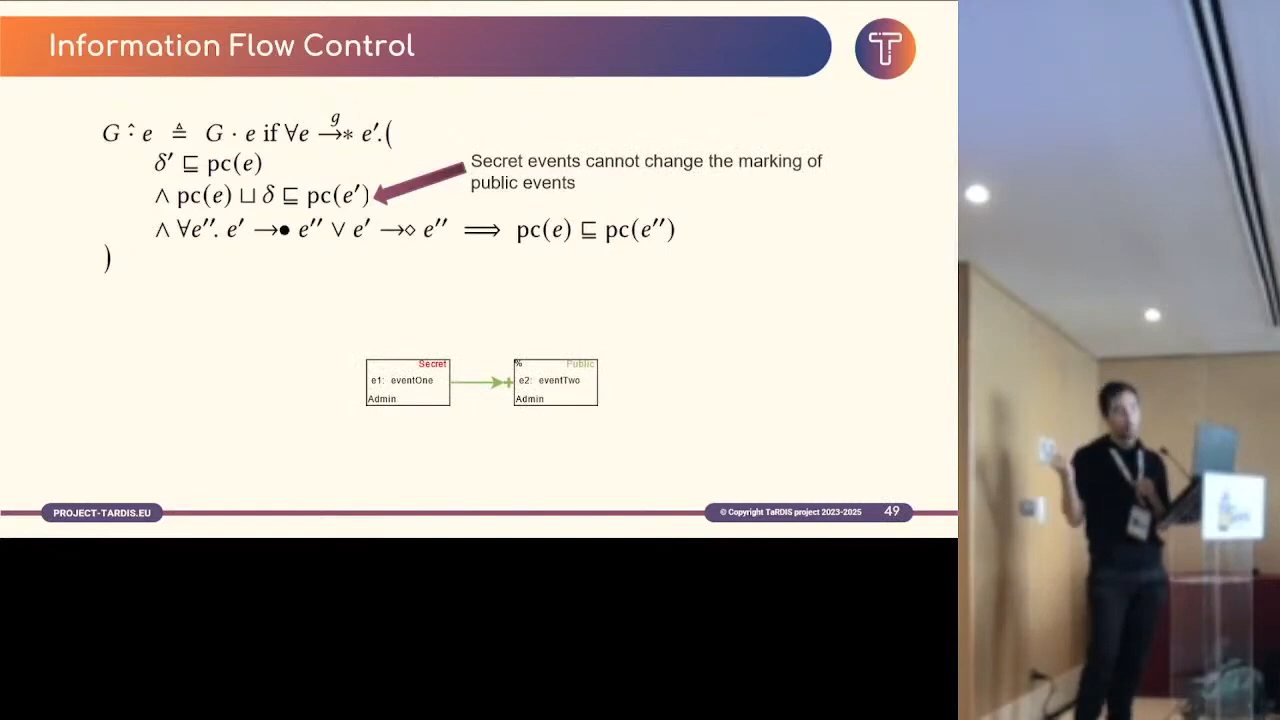 Information Flow Control
T
G :̂ e ≜ G · e if ∀e →ᵍ∗ e′.(
δ′ ⊑ pc(e)
∧ pc(e) ⊔ δ ⊑ pc(e′)
∧ ∀e″. e′ →● e″ ∨ e′ →◇ e″ ⟹ pc(e) ⊑ pc(e″)
)
Secret events cannot change the marking of
public events
Secret
e1: eventOne
Admin
% Public
e2: eventTwo
Admin
PROJECT-TARDIS.EU
© Copyright TaRDIS project 2023-2025 49